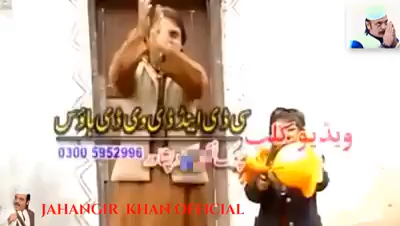 سی ڈی اینڈ ڈی وی ڈی ہاؤس
ویڈیو کلب
0300 5952996
JAHANGIR KHAN OFFICIAL